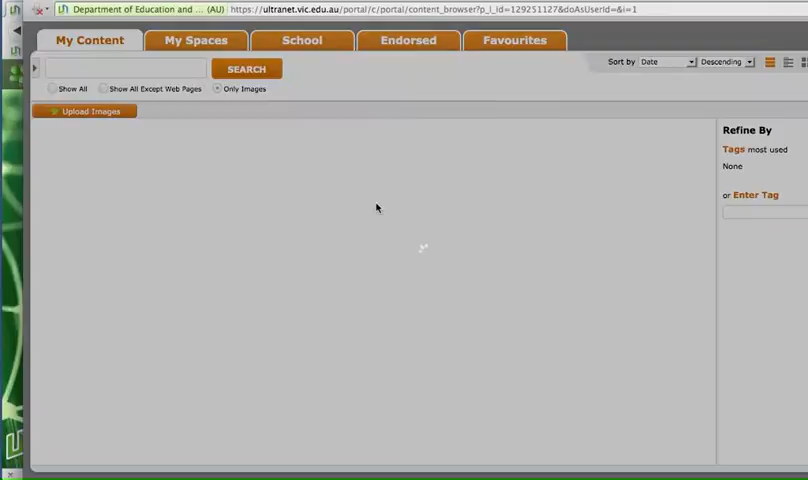 Department of Education and ... (AU) https://ultranet.vic.edu.au/portal/c/portal/content_browser?p_l_id=129251127&doAsUserId=&i=1
My Content My Spaces School Endorsed Favourites
SEARCH Sort by Date Descending
Show All Show All Except Web Pages Only Images
Upload Images
Refine By
Tags most used
None
or Enter Tag